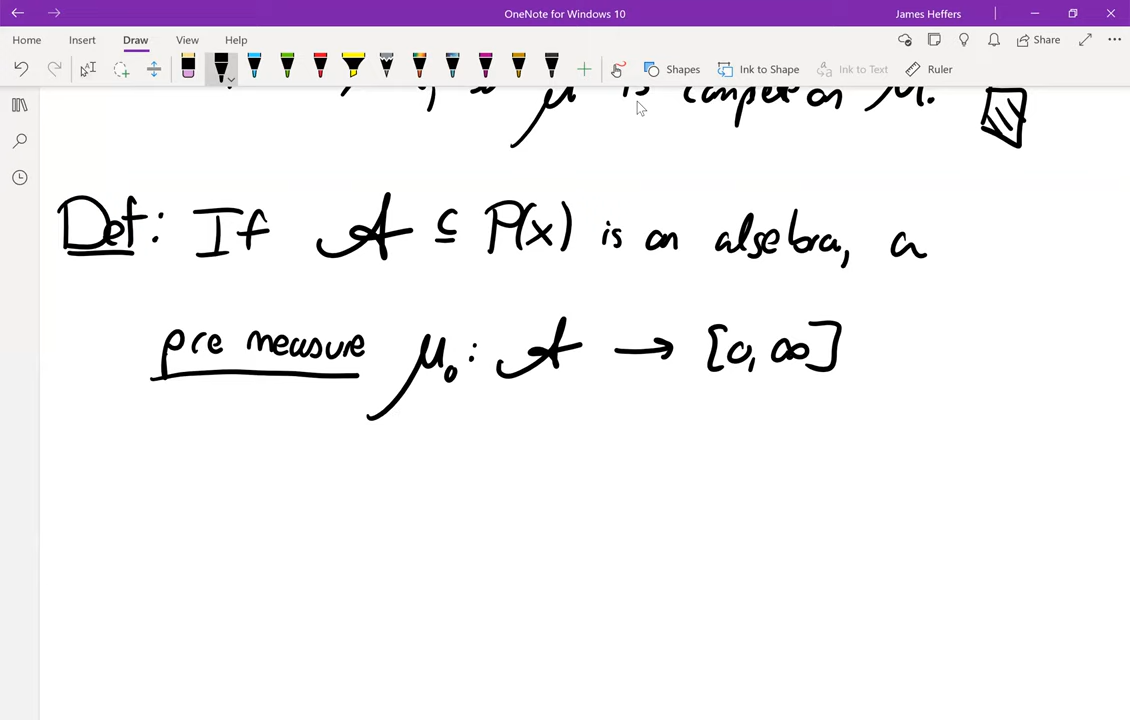 OneNote for Windows 10
James Heffers
Home Insert Draw View Help
Share
Shapes Ink to Shape Ink to Text Ruler
μ is complete on M.
Def: If A ⊆ P(X) is an algebra, a
pre measure μ₀: A → [0, ∞]